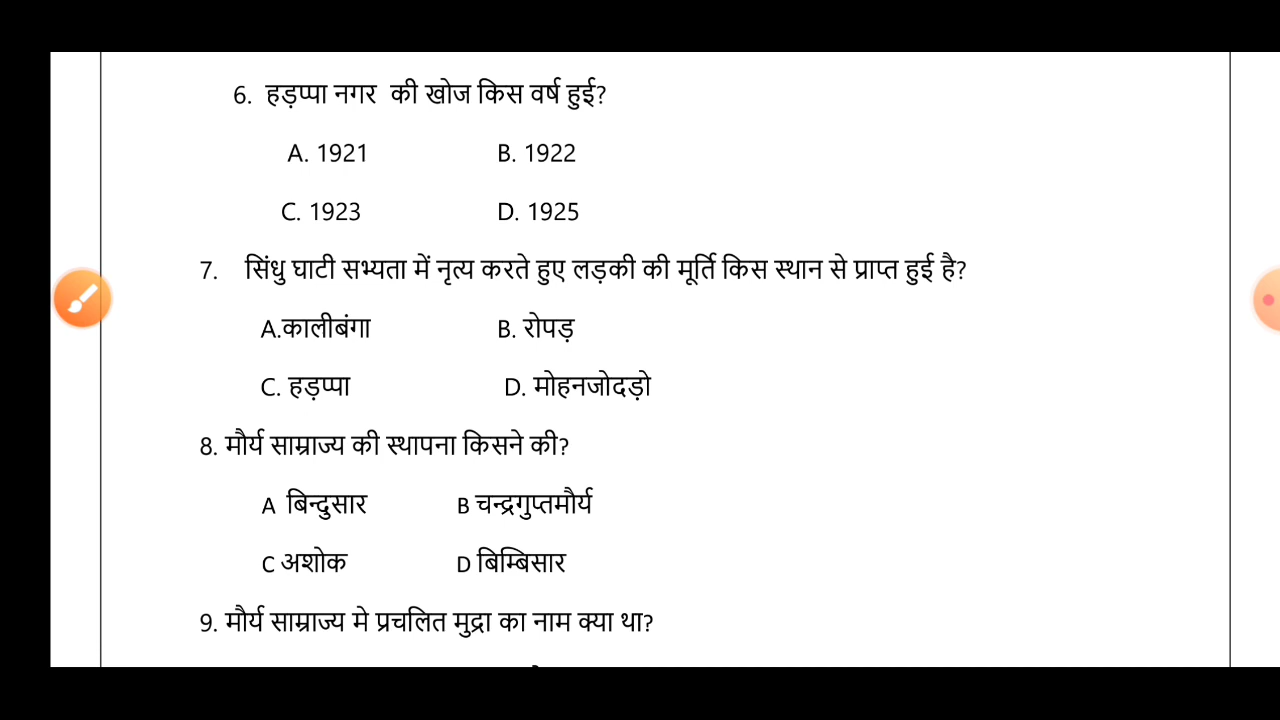 6. हड़प्पा नगर की खोज किस वर्ष हुई?
A. 1921 B. 1922
C. 1923 D. 1925
7. सिंधु घाटी सभ्यता में नृत्य करते हुए लड़की की मूर्ति किस स्थान से प्राप्त हुई है?
A.कालीबंगा B. रोपड़
C. हड़प्पा D. मोहनजोदड़ो
8. मौर्य साम्राज्य की स्थापना किसने की?
A बिन्दुसार B चन्द्रगुप्तमौर्य
C अशोक D बिम्बिसार
9. मौर्य साम्राज्य मे प्रचलित मुद्रा का नाम क्या था?